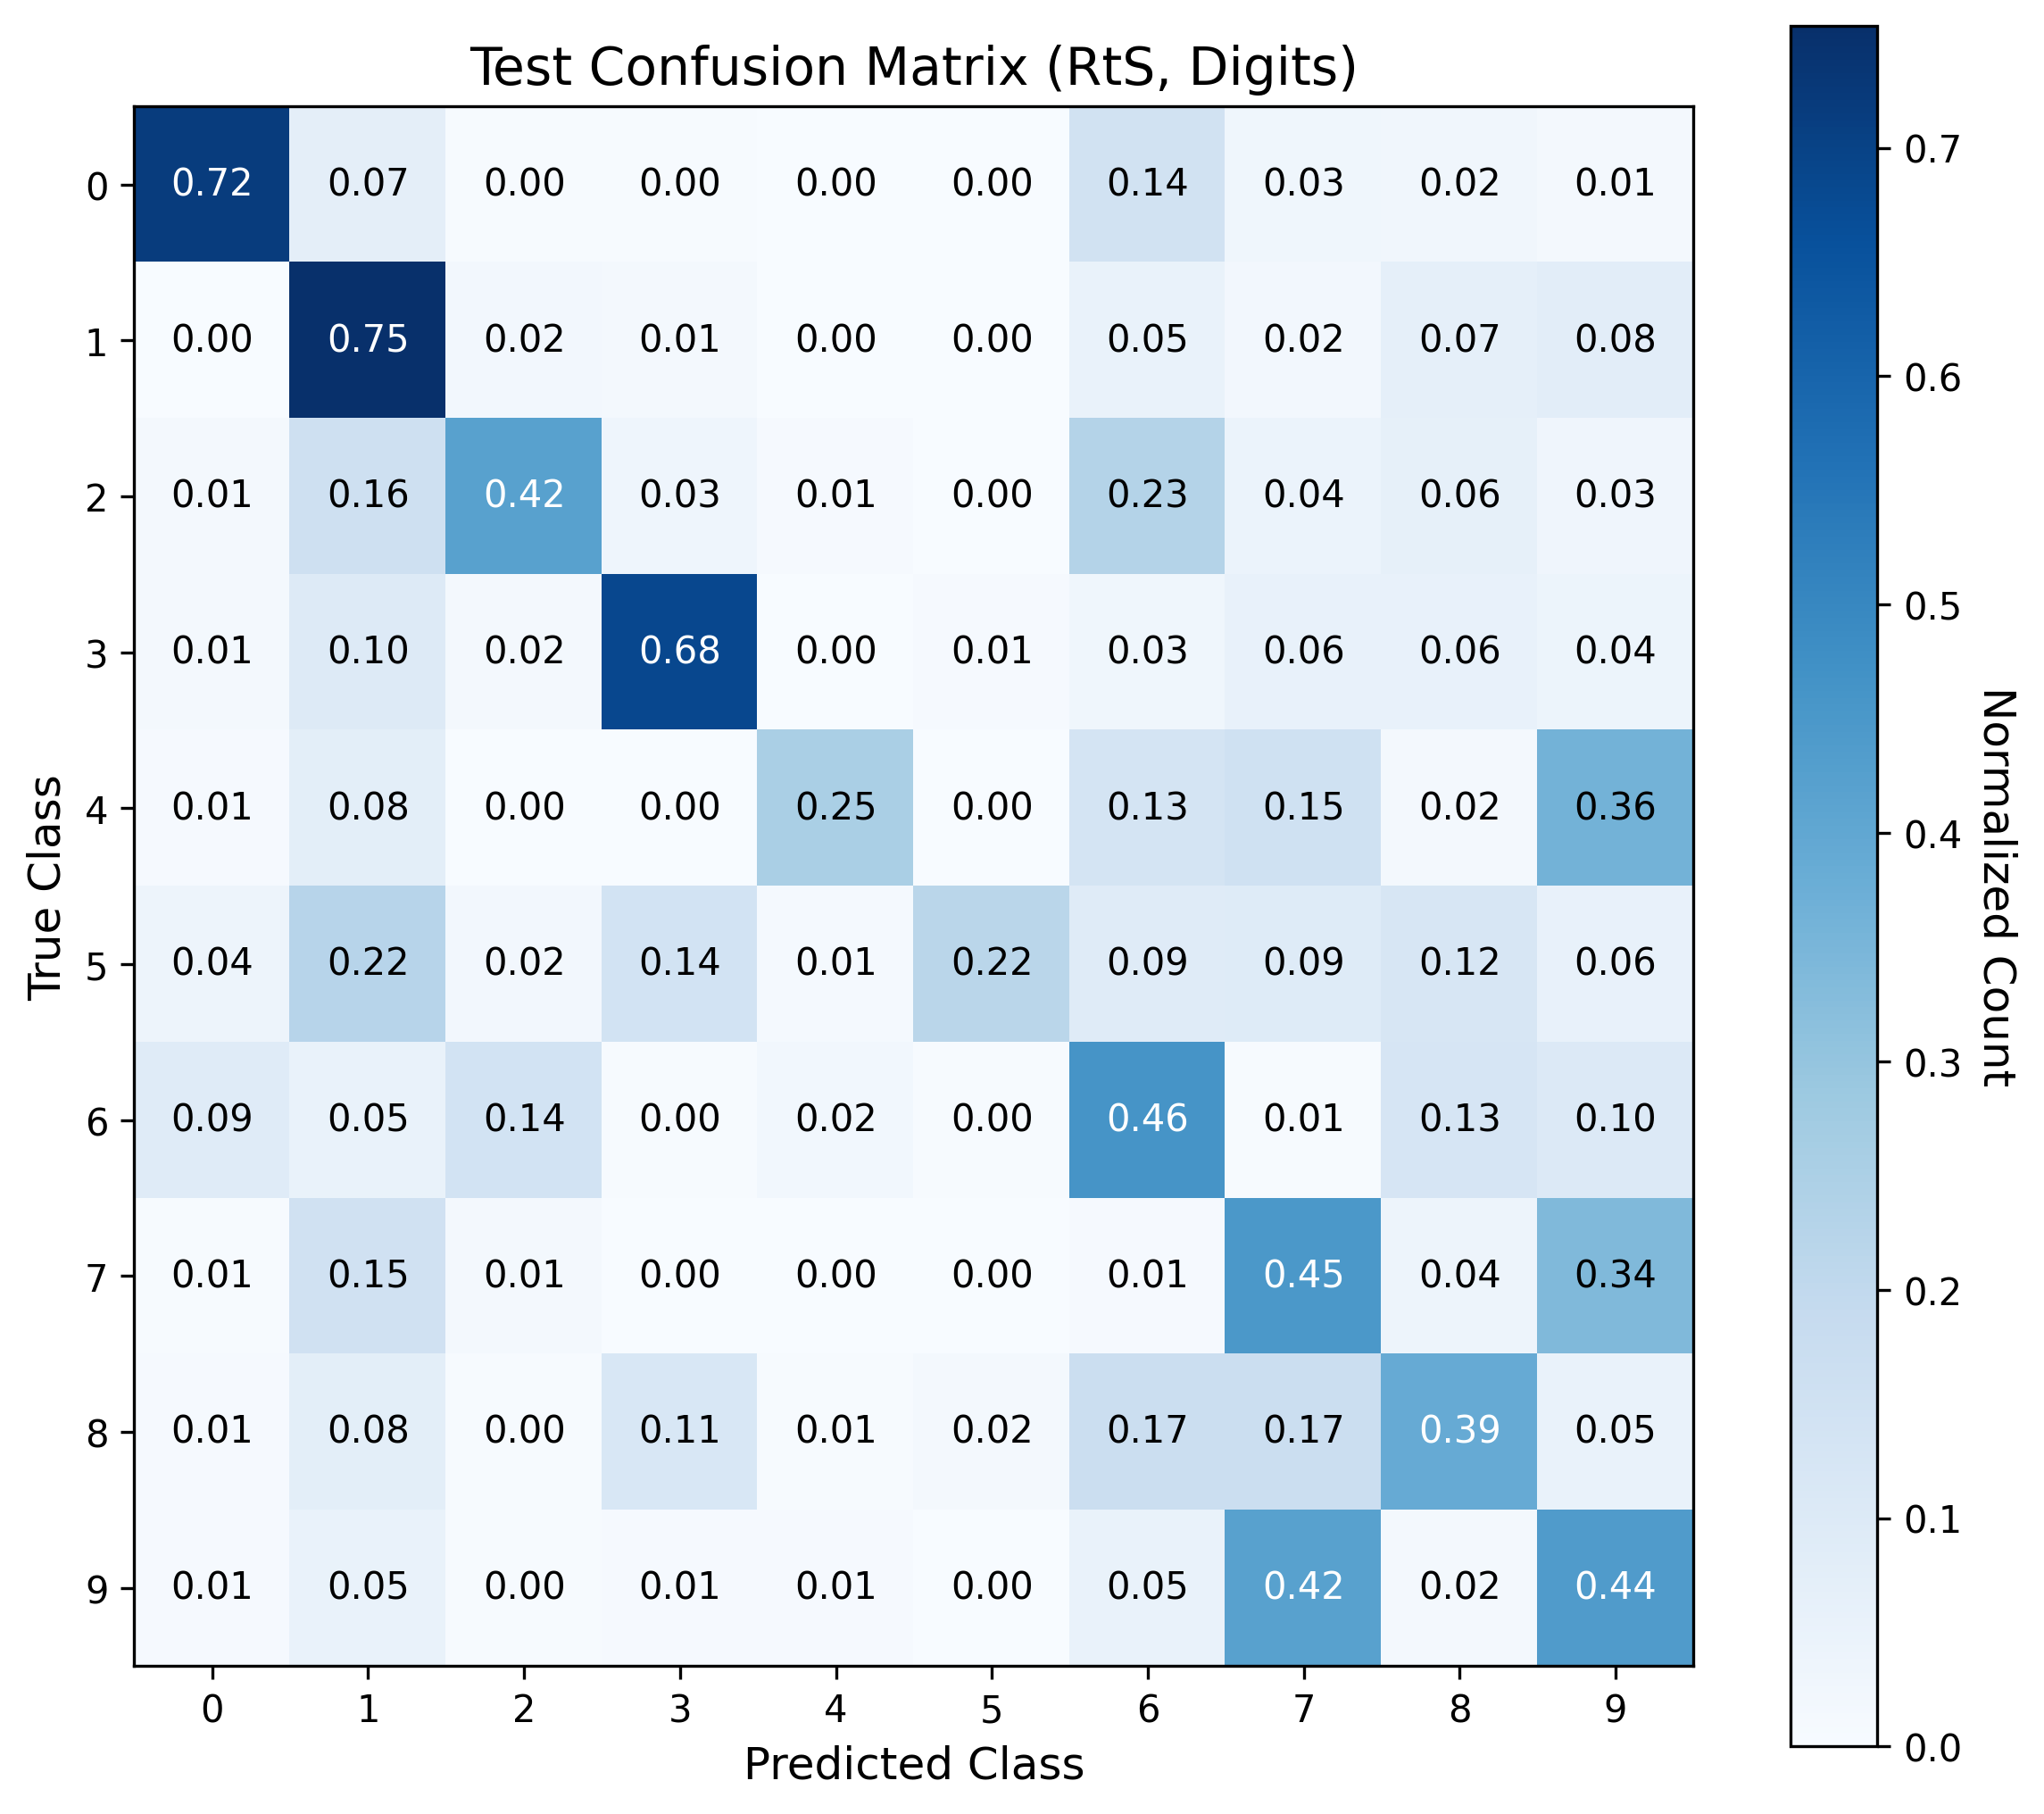 Test Confusion Matrix (RtS, Digits)
0 0.72 0.07 0.00 0.00 0.00 0.00 0.14 0.03 0.02 0.01
1 0.00 0.75 0.02 0.01 0.00 0.00 0.05 0.02 0.07 0.08
2 0.01 0.16 0.42 0.03 0.01 0.00 0.23 0.04 0.06 0.03
3 0.01 0.10 0.02 0.68 0.00 0.01 0.03 0.06 0.06 0.04
4 0.01 0.08 0.00 0.00 0.25 0.00 0.13 0.15 0.02 0.36
5 0.04 0.22 0.02 0.14 0.01 0.22 0.09 0.09 0.12 0.06
6 0.09 0.05 0.14 0.00 0.02 0.00 0.46 0.01 0.13 0.10
7 0.01 0.15 0.01 0.00 0.00 0.00 0.01 0.45 0.04 0.34
8 0.01 0.08 0.00 0.11 0.01 0.02 0.17 0.17 0.39 0.05
9 0.01 0.05 0.00 0.01 0.01 0.00 0.05 0.42 0.02 0.44
0 1 2 3 4 5 6 7 8 9
Predicted Class
True Class
0.7
0.6
0.5
0.4
0.3
0.2
0.1
0.0
Normalized Count